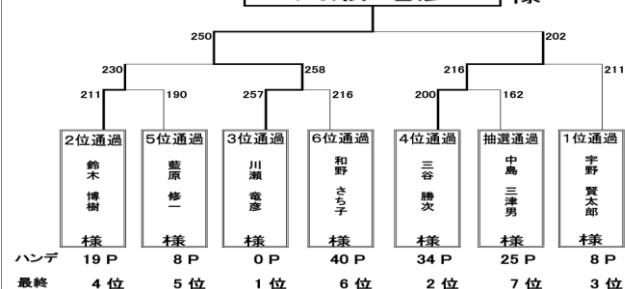 様
250 202
230 258 216 211
211 190 257 216 200 162
2位通過 5位通過 3位通過 6位通過 4位通過 抽選通過 1位通過
鈴木 博樹 藍原 修一 川瀬 竜彦 和野 さち子 三谷 勝次 中島 三津男 宇野 賢太郎
様 様 様 様 様 様 様
ハンデ 19 P 8 P 0 P 40 P 34 P 25 P 8 P
最終 4 位 5 位 1 位 6 位 2 位 7 位 3 位